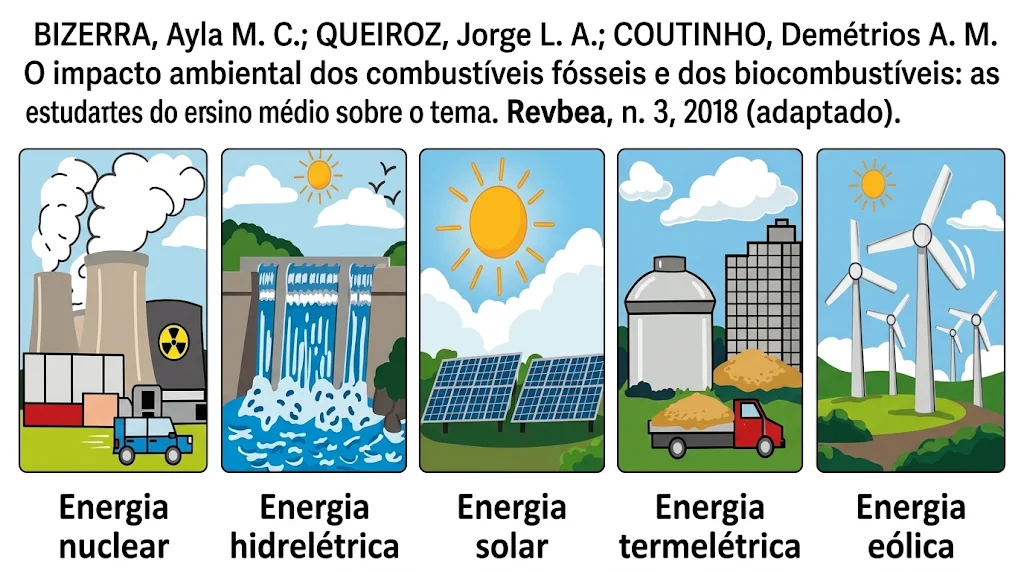 BIZERRA, Ayla M. C.; QUEIROZ, Jorge L. A.; COUTINHO, Demétrios A. M.
O impacto ambiental dos combustíveis fósseis e dos biocombustíveis: as
estudartes do ersino médio sobre o tema. Revbea, n. 3, 2018 (adaptado).
Energia
nuclear
Energia
hidrelétrica
Energia
solar
Energia
termelétrica
Energia
eólica